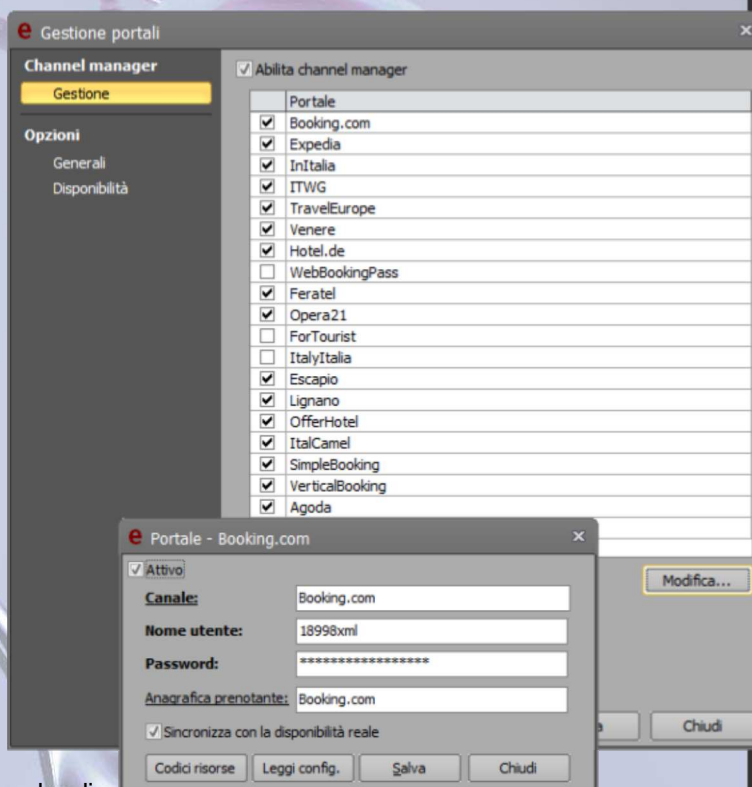 e Gestione portali
Channel manager
Gestione
Opzioni
Generali
Disponibilità
Abilita channel manager
Portale
Booking.com
Expedia
InItalia
ITWG
TravelEurope
Venere
Hotel.de
WebBookingPass
Feratel
Opera21
ForTourist
ItalyItalia
Escapio
Lignano
OfferHotel
ItalCamel
SimpleBooking
VerticalBooking
Agoda
Modifica...
Chiudi
e Portale - Booking.com
Attivo
Canale: Booking.com
Nome utente: 18998xml
Password: *****************
Anagrafica prenotante: Booking.com
Sincronizza con la disponibilità reale
Codici risorse Leggi config. Salva Chiudi